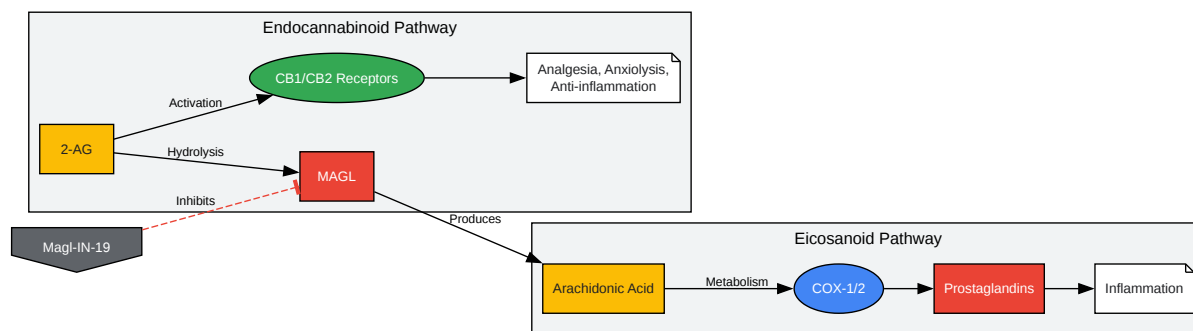 Endocannabinoid Pathway
CB1/CB2 Receptors
Analgesia, Anxiolysis,
Anti-inflammation
Activation
2-AG
Hydrolysis
MAGL
Inhibits
Magl-IN-19
Produces
Eicosanoid Pathway
Arachidonic Acid
Metabolism
COX-1/2
Prostaglandins
Inflammation